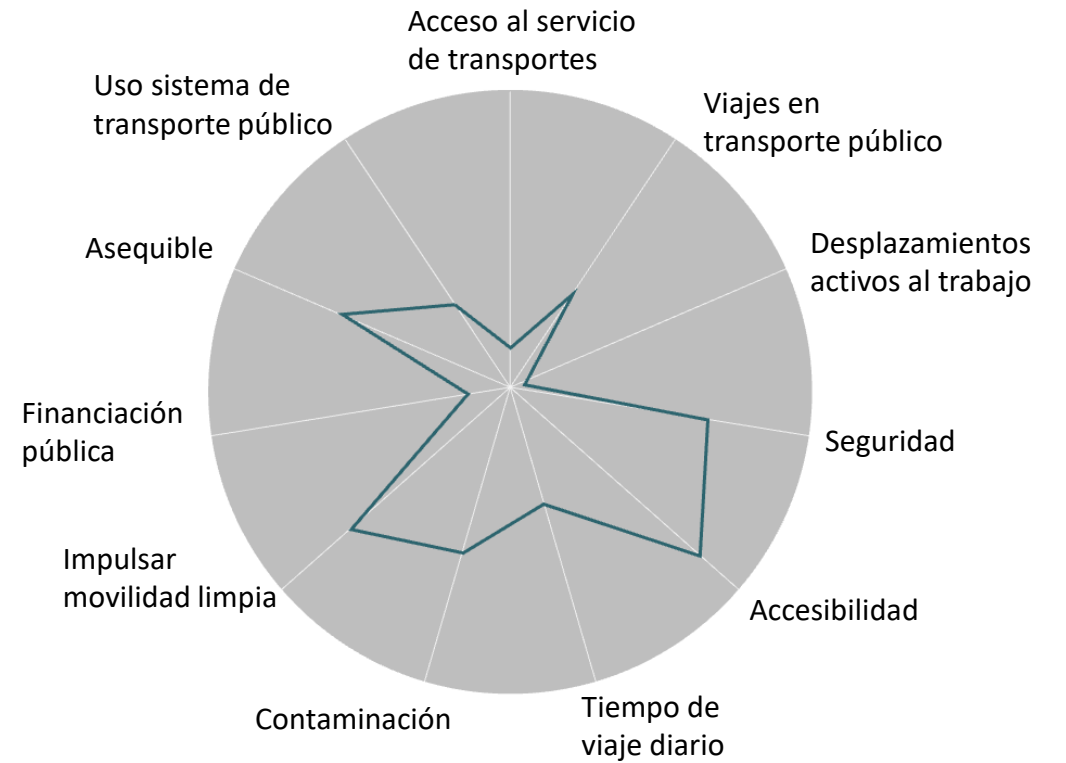 Acceso al servicio
de transportes
Viajes en
transporte público
Desplazamientos
activos al trabajo
Seguridad
Accesibilidad
Tiempo de
viaje diario
Contaminación
Impulsar
movilidad limpia
Financiación
pública
Asequible
Uso sistema de
transporte público